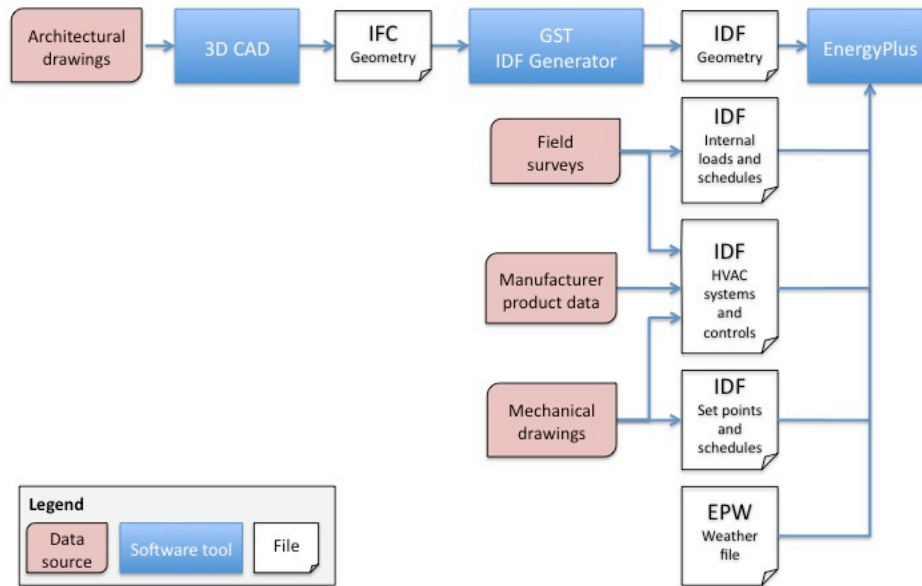 Architectural
drawings
3D CAD
IFC
Geometry
GST
IDF Generator
IDF
Geometry
EnergyPlus
Field
surveys
IDF
Internal
loads and
schedules
Manufacturer
product data
IDF
HVAC
systems
and
controls
Mechanical
drawings
IDF
Set points
and
schedules
EPW
Weather
file
Legend
Data
source
Software tool
File